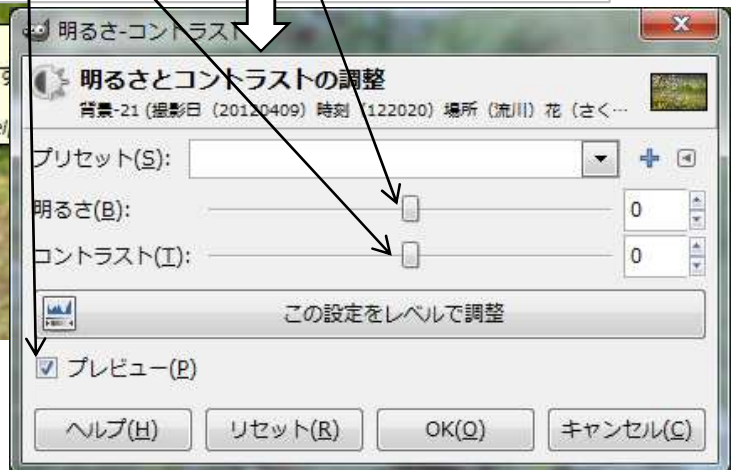 明るさ-コントラスト
明るさとコントラストの調整
背景-21 (撮影日（20120409）時刻（122020）場所（流川）花（さく…
プリセット(S):
明るさ(B): 0
コントラスト(T): 0
この設定をレベルで調整
プレビュー(P)
ヘルプ(H) リセット(R) OK(O) キャンセル(C)